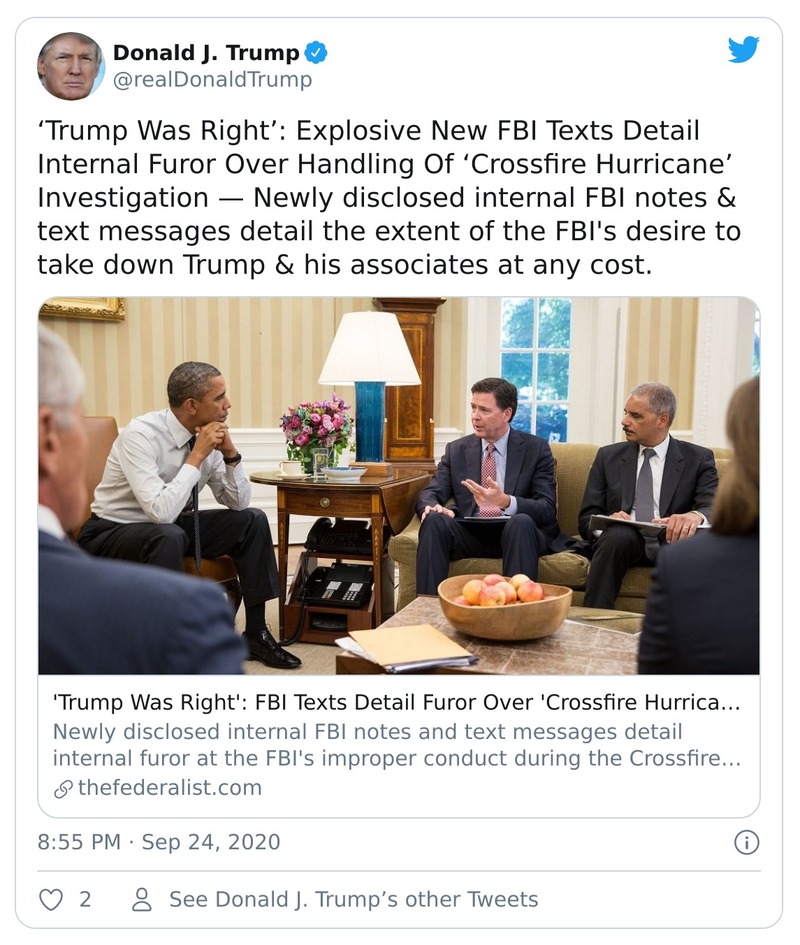 Donald J. Trump
@realDonaldTrump
‘Trump Was Right’: Explosive New FBI Texts Detail
Internal Furor Over Handling Of ‘Crossfire Hurricane’
Investigation — Newly disclosed internal FBI notes &
text messages detail the extent of the FBI's desire to
take down Trump & his associates at any cost.
'Trump Was Right': FBI Texts Detail Furor Over 'Crossfire Hurrica…
Newly disclosed internal FBI notes and text messages detail
internal furor at the FBI's improper conduct during the Crossfire…
thefederalist.com
8:55 PM · Sep 24, 2020
2 See Donald J. Trump’s other Tweets